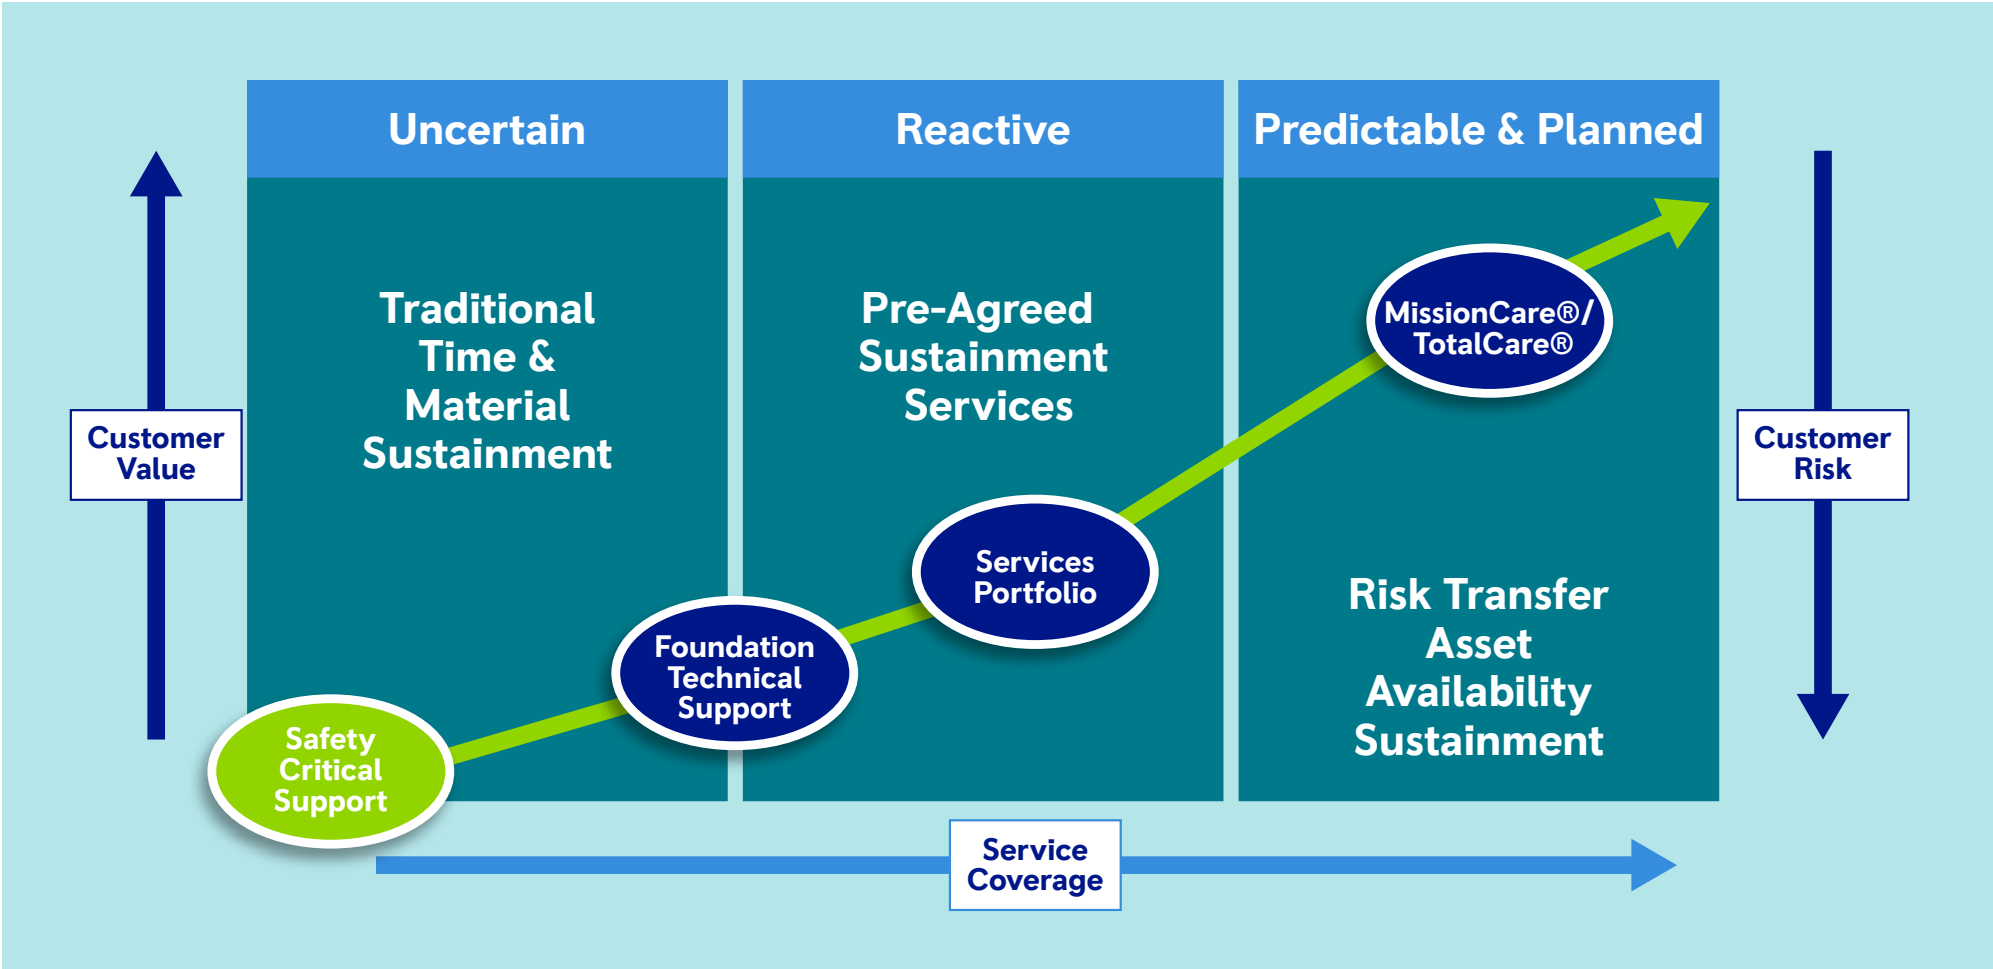 Uncertain
Reactive
Predictable & Planned
Traditional
Time &
Material
Sustainment
Pre-Agreed
Sustainment
Services
MissionCare®/
TotalCare®
Customer
Value
Customer
Risk
Services
Portfolio
Risk Transfer
Asset
Availability
Sustainment
Foundation
Technical
Support
Safety
Critical
Support
Service
Coverage